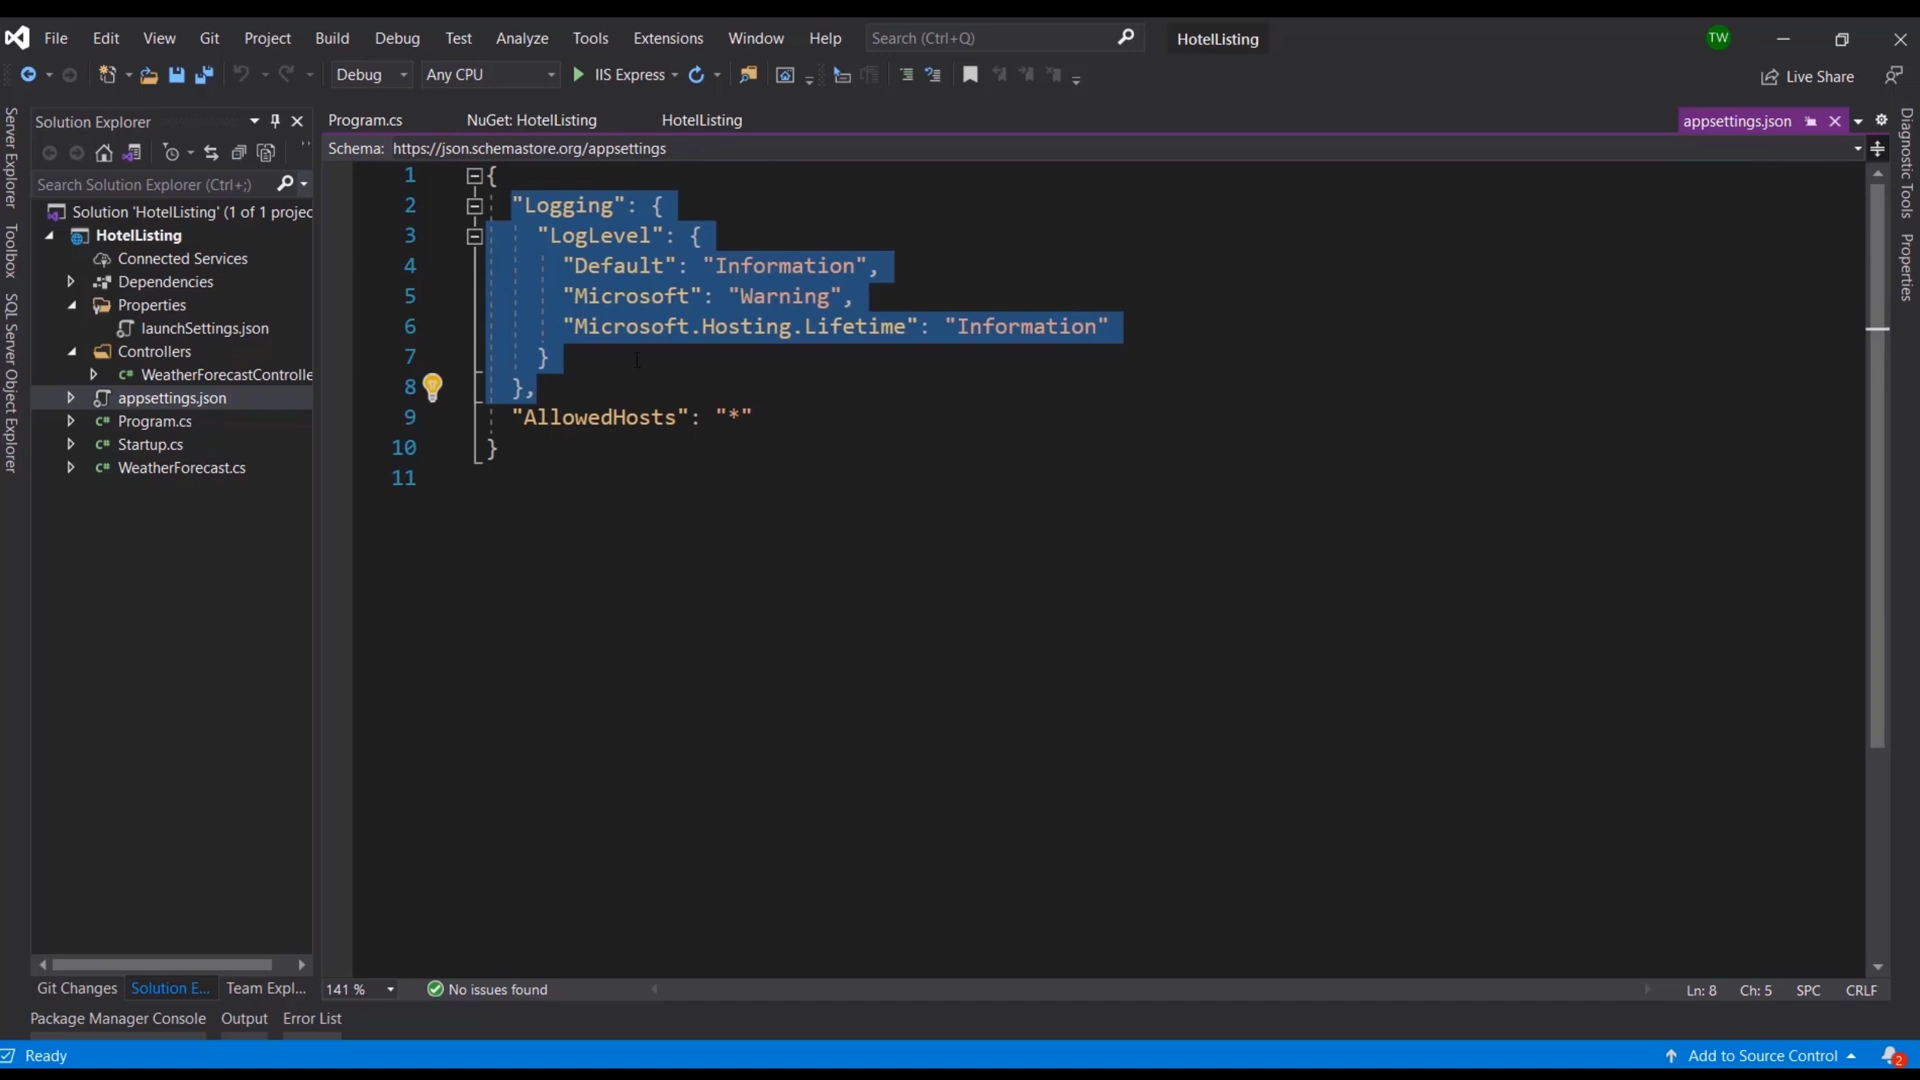 File Edit View Git Project Build Debug Test Analyze Tools Extensions Window Help Search (Ctrl+Q) HotelListing TW
Debug Any CPU IIS Express Live Share
Server Explorer
Toolbox
SQL Server Object Explorer
Solution Explorer
Search Solution Explorer (Ctrl+;)
Solution 'HotelListing' (1 of 1 projec
HotelListing
Connected Services
Dependencies
Properties
launchSettings.json
Controllers
WeatherForecastControlle
appsettings.json
Program.cs
Startup.cs
WeatherForecast.cs
Git Changes Solution E... Team Expl...
Program.cs NuGet: HotelListing HotelListing appsettings.json
Schema: https://json.schemastore.org/appsettings
1 {
2 "Logging": {
3 "LogLevel": {
4 "Default": "Information",
5 "Microsoft": "Warning",
6 "Microsoft.Hosting.Lifetime": "Information"
7 }
8 },
9 "AllowedHosts": "*"
10 }
11
141 % No issues found Ln: 8 Ch: 5 SPC CRLF
Diagnostic Tools
Properties
Package Manager Console Output Error List
Ready Add to Source Control 2